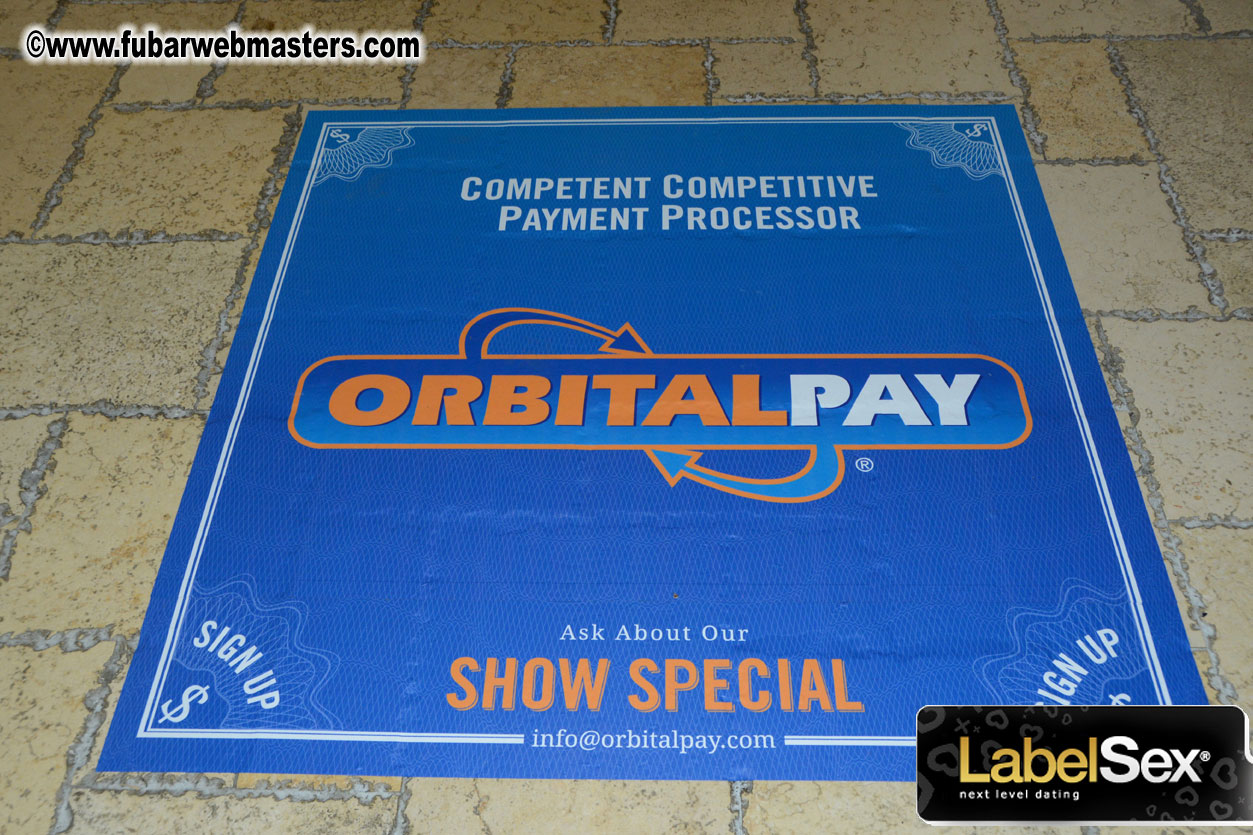 ©www.fubarwebmasters.com
$ $
COMPETENT COMPETITIVE
PAYMENT PROCESSOR
ORBITALPAY
®
Ask About Our
SHOW SPECIAL
info@orbitalpay.com
SIGN UP
$
SIGN UP
$
LabelSex®
next level dating